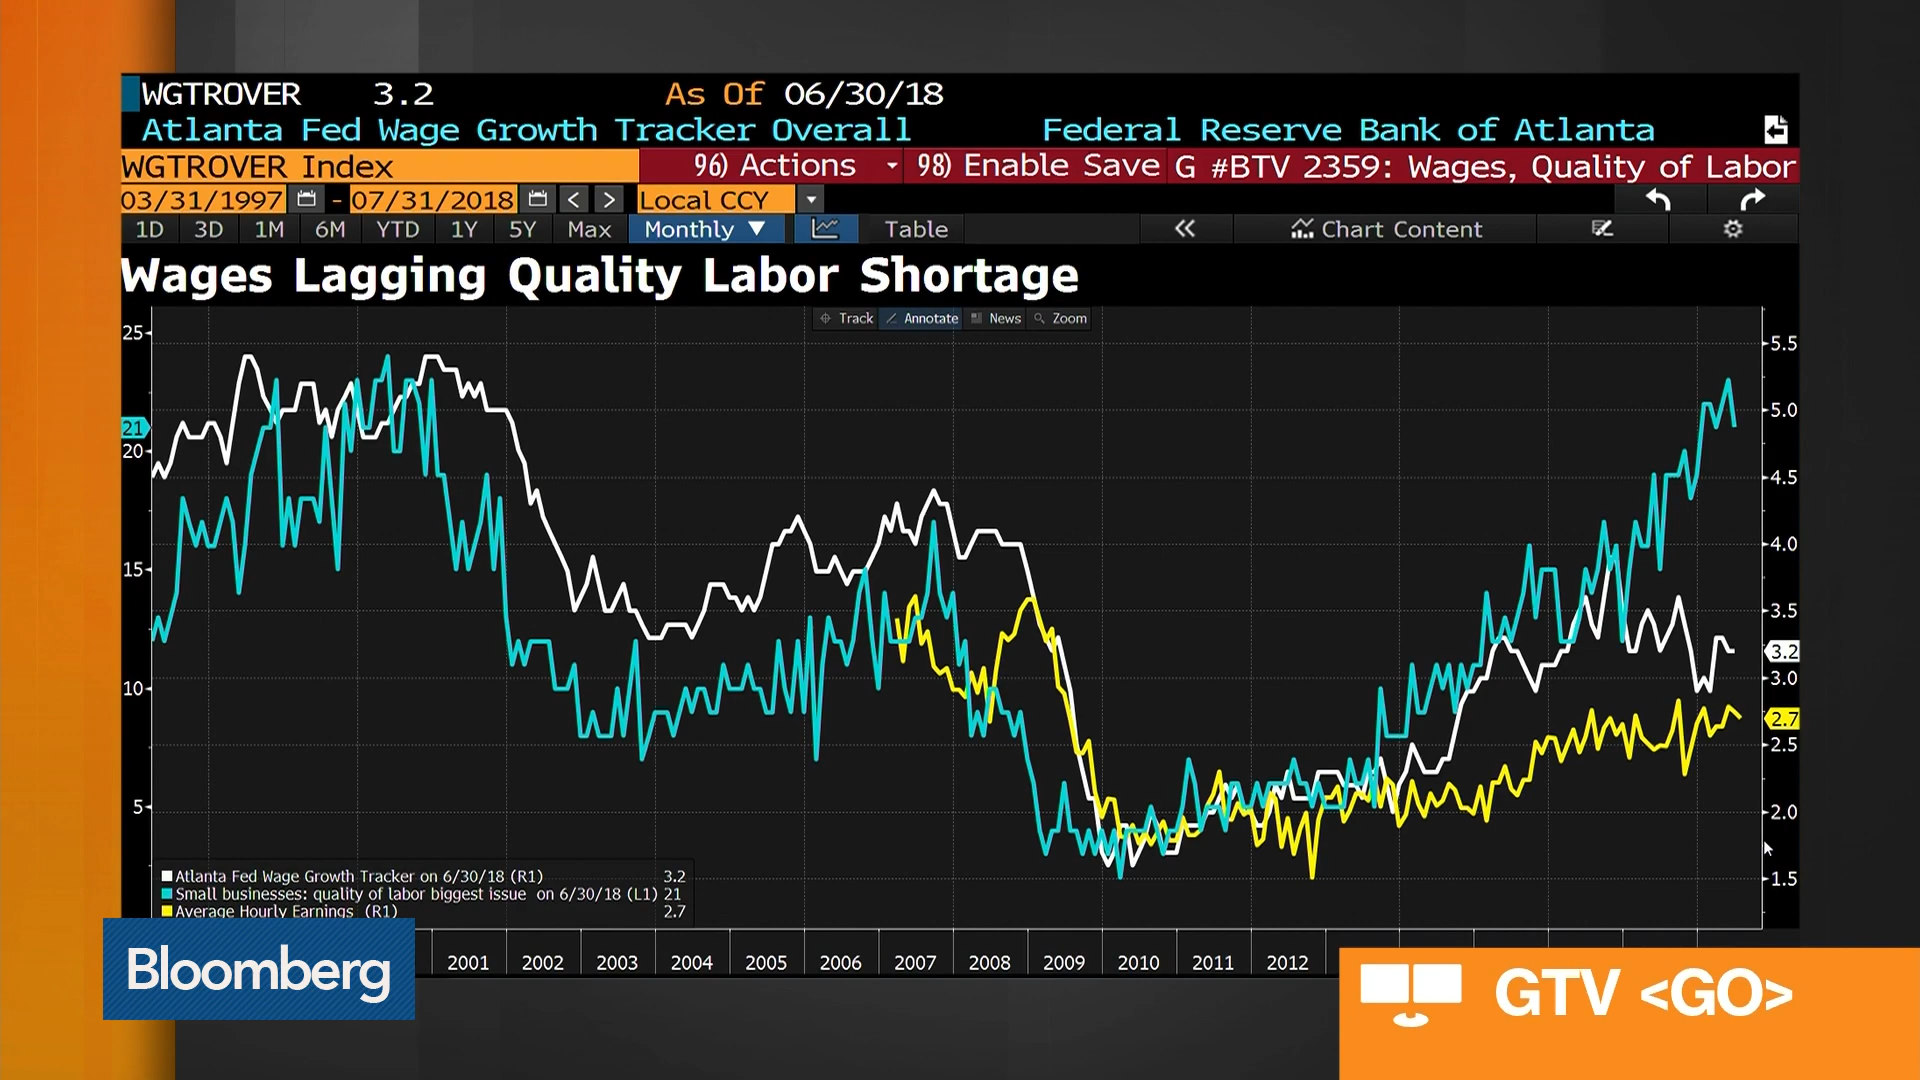 WGTROVER 3.2 As Of 06/30/18
Atlanta Fed Wage Growth Tracker Overall Federal Reserve Bank of Atlanta
WGTROVER Index 96) Actions 98) Enable Save G #BTV 2359: Wages, Quality of Labor
03/31/1997 - 07/31/2018 < > Local CCY
1D 3D 1M 6M YTD 1Y 5Y Max Monthly ▼ Table « Chart Content
Wages Lagging Quality Labor Shortage
Track Annotate News Zoom
25
21
20
15
10
5
5.5
5.0
4.5
4.0
3.5
3.2
3.0
2.7
2.5
2.0
1.5
Atlanta Fed Wage Growth Tracker on 6/30/18 (R1) 3.2
Small businesses: quality of labor biggest issue on 6/30/18 (L1) 21
Average Hourly Earnings (R1) 2.7
2001 2002 2003 2004 2005 2006 2007 2008 2009 2010 2011 2012
Bloomberg
GTV <GO>